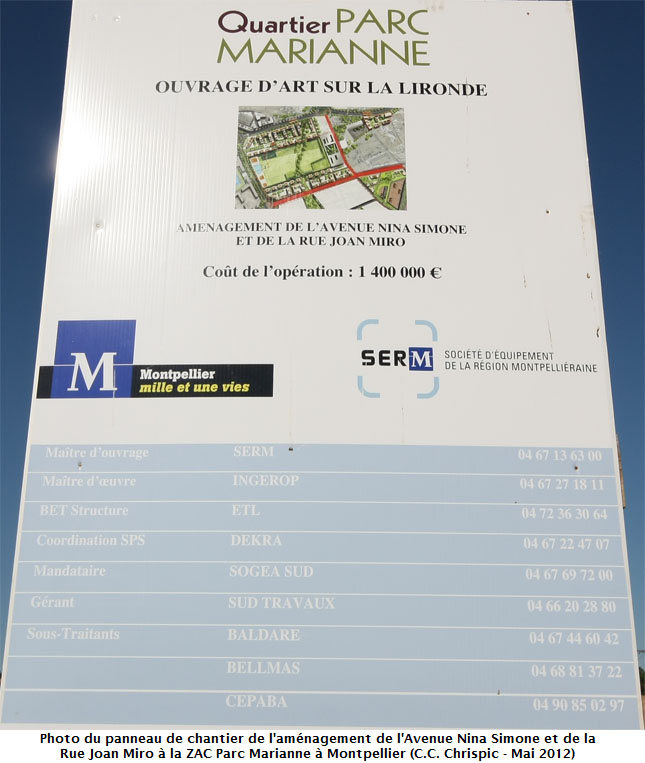 Quartier PARC
MARIANNE
OUVRAGE D'ART SUR LA LIRONDE
AMENAGEMENT DE L'AVENUE NINA SIMONE
ET DE LA RUE JOAN MIRO
Coût de l'opération : 1 400 000 €
M
Montpellier
mille et une vies
SERM
SOCIÉTÉ D'ÉQUIPEMENT
DE LA RÉGION MONTPELLIÉRAINE
Maître d'ouvrage SERM 04 67 13 63 00
Maître d'œuvre INGEROP 04 67 27 18 11
BET Structure ETL 04 72 36 30 64
Coordination SPS DEKRA 04 67 22 47 07
Mandataire SOGEA SUD 04 67 69 72 00
Gérant SUD TRAVAUX 04 66 20 28 80
Sous-Traitants BALDARE 04 67 44 60 42
BELLMAS 04 68 81 37 22
CEPABA 04 90 85 02 97
Photo du panneau de chantier de l'aménagement de l'Avenue Nina Simone et de la
Rue Joan Miro à la ZAC Parc Marianne à Montpellier (C.C. Chrispic - Mai 2012)